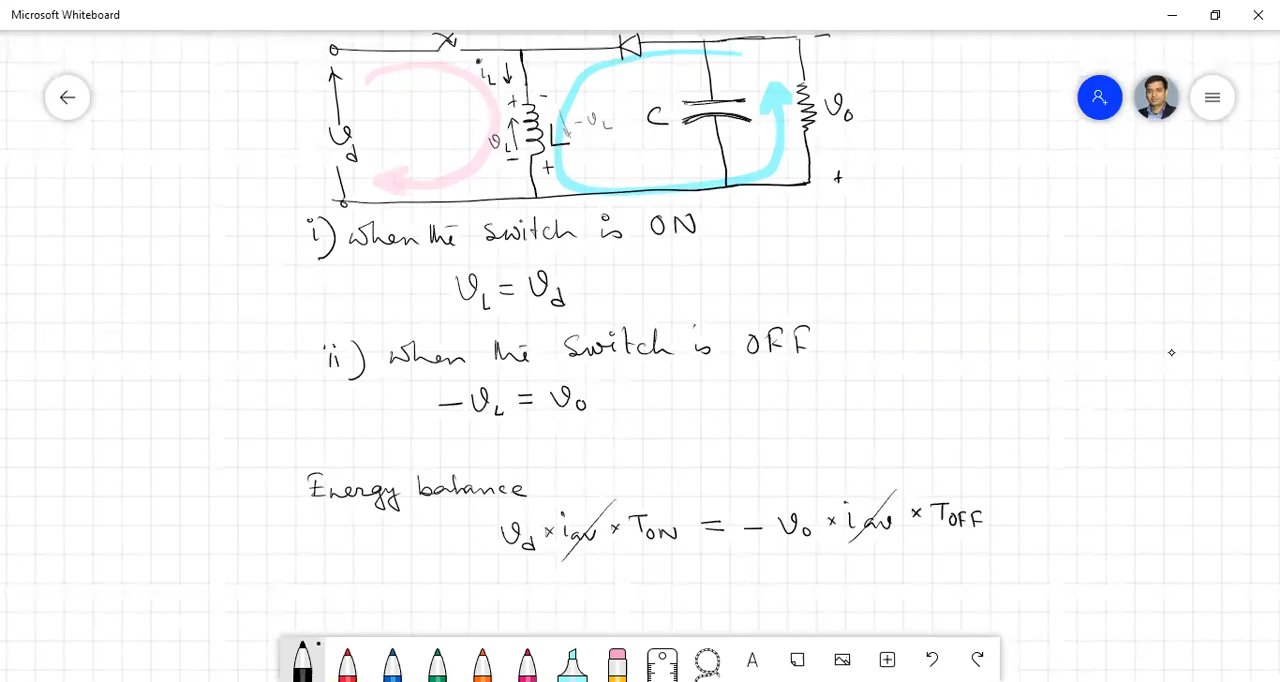 Microsoft Whiteboard
iL
+ -
vd
vL
L
-vL
C
vo
-
+
- +
i) when the switch is ON
vL = vd
ii) when the switch is OFF
-vL = vo
Energy balance
vd × iav × TON = - vo × iav × TOFF
A